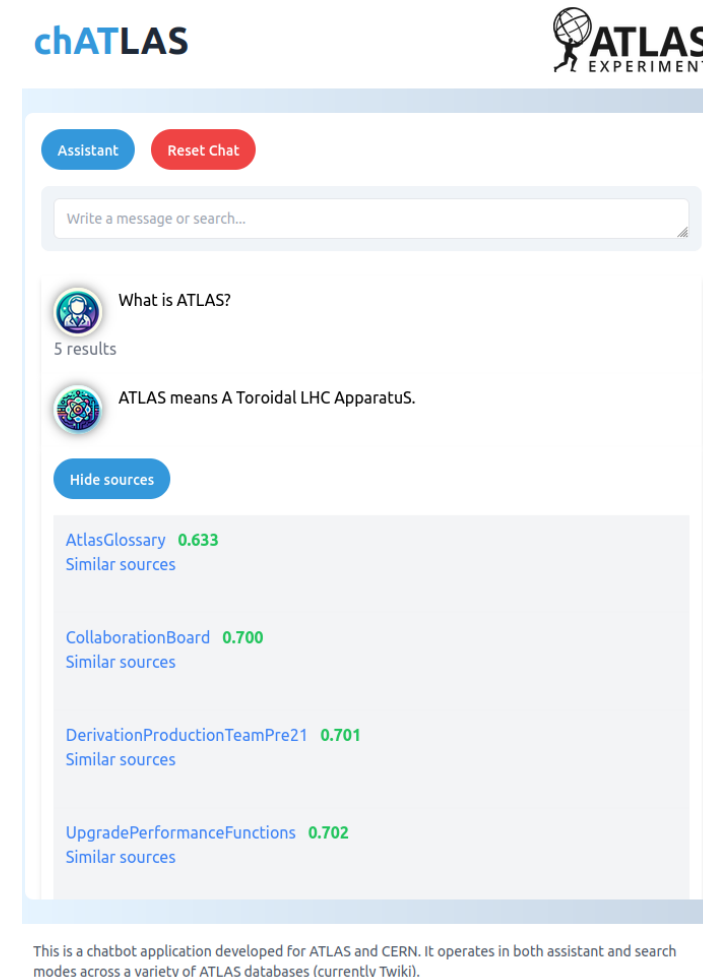 chATLAS
ATLAS
EXPERIMENT
Assistant
Reset Chat
Write a message or search...
What is ATLAS?
5 results
ATLAS means A Toroidal LHC ApparatuS.
Hide sources
AtlasGlossary 0.633
Similar sources
CollaborationBoard 0.700
Similar sources
DerivationProductionTeamPre21 0.701
Similar sources
UpgradePerformanceFunctions 0.702
Similar sources
This is a chatbot application developed for ATLAS and CERN. It operates in both assistant and search
modes across a variety of ATLAS databases (currently Twiki).